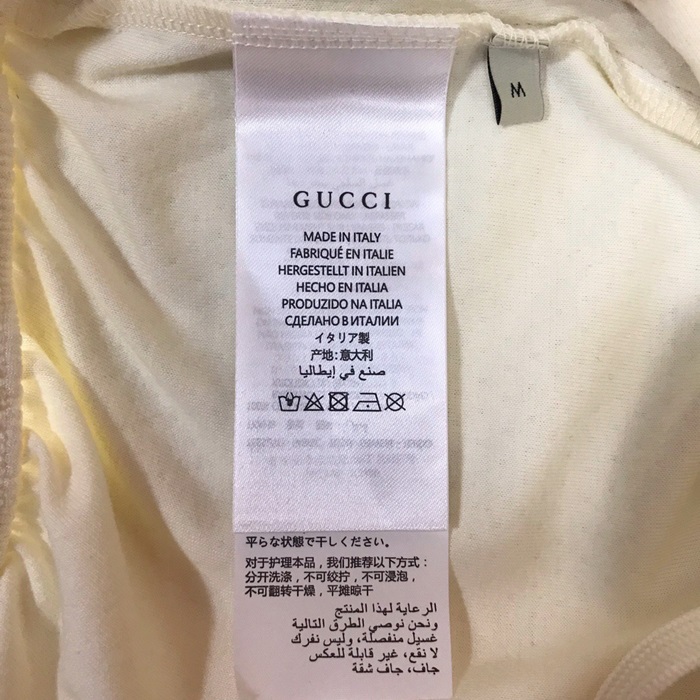 M
GUCCI
MADE IN ITALY
FABRIQUÉ EN ITALIE
HERGESTELLT IN ITALIEN
HECHO EN ITALIA
PRODUZIDO NA ITALIA
СДЕЛАНО В ИТАЛИИ
イタリア製
产地: 意大利
صنع في إيطاليا
平らな状態で干しください.
对于护理本品，我们推荐以下方式：
分开洗涤，不可绞拧，不可浸泡，
不可翻转干燥，平摊晾干
الرعاية لهذا المنتج
ونحن نوصي الطرق التالية
غسيل منفصلة، وليس نفرك
لا نقع، غير قابلة للعكس
جاف، جاف شقة